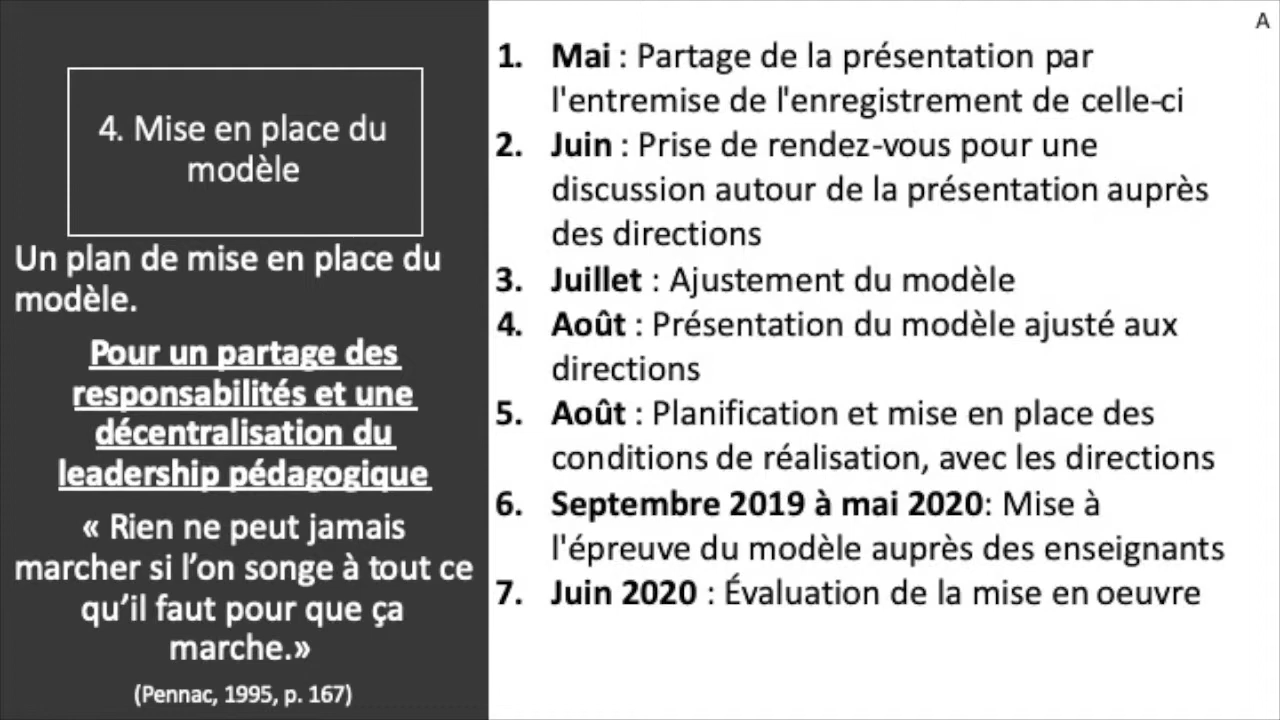 A
4. Mise en place du
modèle
Un plan de mise en place du
modèle.
Pour un partage des
responsabilités et une
décentralisation du
leadership pédagogique
« Rien ne peut jamais
marcher si l’on songe à tout ce
qu’il faut pour que ça
marche.»
(Pennac, 1995, p. 167)
1. Mai : Partage de la présentation par
l'entremise de l'enregistrement de celle-ci
2. Juin : Prise de rendez-vous pour une
discussion autour de la présentation auprès
des directions
3. Juillet : Ajustement du modèle
4. Août : Présentation du modèle ajusté aux
directions
5. Août : Planification et mise en place des
conditions de réalisation, avec les directions
6. Septembre 2019 à mai 2020: Mise à
l'épreuve du modèle auprès des enseignants
7. Juin 2020 : Évaluation de la mise en oeuvre